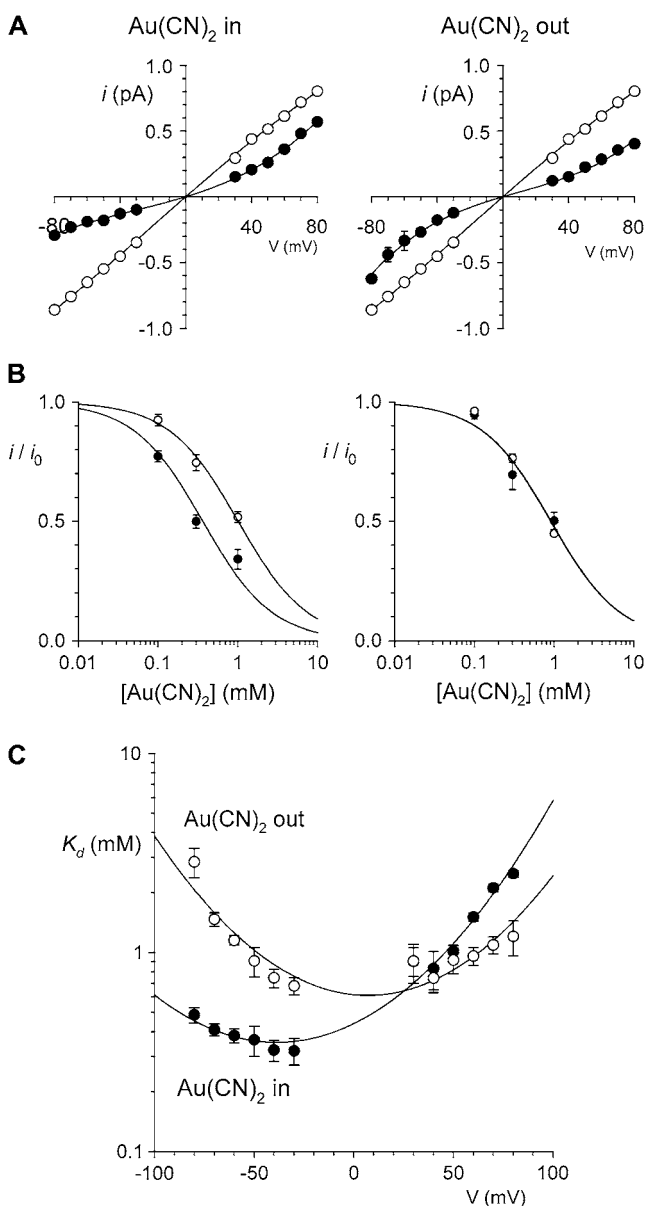 A
Au(CN)2 in
Au(CN)2 out
1.0
i (pA)
0.5
-80
40
80
V (mV)
-0.5
-1.0
1.0
i (pA)
0.5
-80
-40
40
80
V (mV)
-0.5
-1.0
B
1.0
i / i0
0.5
0.0
0.01
0.1
1
10
[Au(CN)2] (mM)
1.0
i / i0
0.5
0.0
0.01
0.1
1
10
[Au(CN)2] (mM)
C
10
Kd (mM)
Au(CN)2 out
1
Au(CN)2 in
0.1
-100
-50
0
50
100
V (mV)